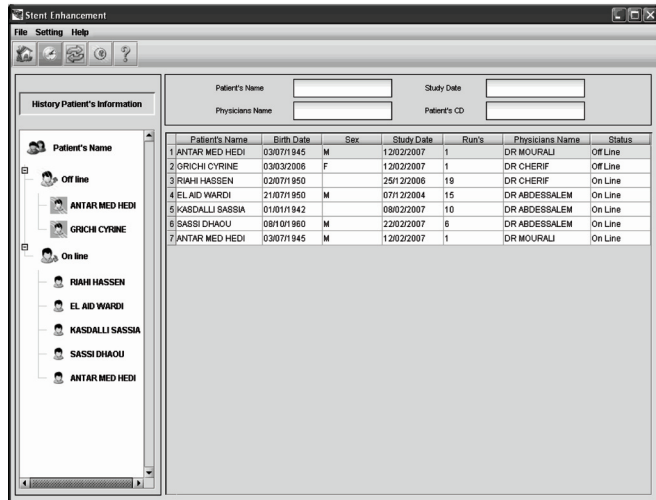 Stent Enhancement
File Setting Help
History Patient's Information
Patient's Name
Off line
ANTAR MED HEDI
GRICHI CYRINE
On line
RIAHI HASSEN
EL AID WARDI
KASDALLI SASSIA
SASSI DHAOU
ANTAR MED HEDI
Patient's Name Study Date
Physicians Name Patient's CD
Patient's Name Birth Date Sex Study Date Run's Physicians Name Status
1 ANTAR MED HEDI 03/07/1945 M 12/02/2007 1 DR MOURALI Off Line
2 GRICHI CYRINE 03/03/2006 F 12/02/2007 1 DR CHERIF Off Line
3 RIAHI HASSEN 02/07/1950 25/12/2006 19 DR CHERIF On Line
4 EL AID WARDI 21/07/1950 M 07/12/2004 15 DR ABDESSALEM On Line
5 KASDALLI SASSIA 01/01/1942 08/02/2007 10 DR ABDESSALEM On Line
6 SASSI DHAOU 08/10/1960 M 22/02/2007 6 DR ABDESSALEM On Line
7 ANTAR MED HEDI 03/07/1945 M 12/02/2007 1 DR MOURALI On Line